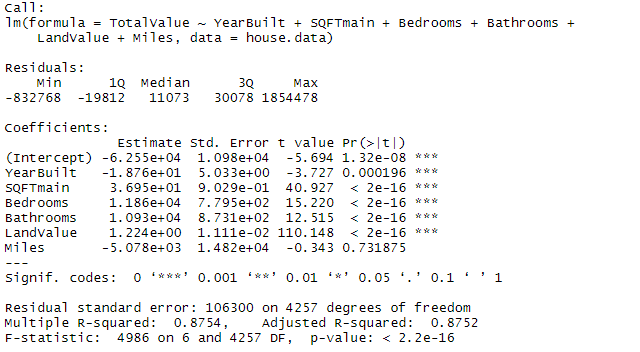 Call:
lm(formula = TotalValue ~ YearBuilt + SQFTmain + Bedrooms + Bathrooms +
    LandValue + Miles, data = house.data)

Residuals:
    Min      1Q  Median      3Q     Max
-832768  -19812   11073   30078 1854478

Coefficients:
              Estimate Std. Error t value Pr(>|t|)
(Intercept) -6.255e+04  1.098e+04  -5.694 1.32e-08 ***
YearBuilt   -1.876e+01  5.033e+00  -3.727 0.000196 ***
SQFTmain     3.695e+01  9.029e-01  40.927  < 2e-16 ***
Bedrooms     1.186e+04  7.795e+02  15.220  < 2e-16 ***
Bathrooms    1.093e+04  8.731e+02  12.515  < 2e-16 ***
LandValue    1.224e+00  1.111e-02 110.148  < 2e-16 ***
Miles       -5.078e+03  1.482e+04  -0.343 0.731875
---
Signif. codes:  0 ‘***’ 0.001 ‘**’ 0.01 ‘*’ 0.05 ‘.’ 0.1 ‘ ’ 1

Residual standard error: 106300 on 4257 degrees of freedom
Multiple R-squared:  0.8754,    Adjusted R-squared:  0.8752
F-statistic:  4986 on 6 and 4257 DF,  p-value: < 2.2e-16